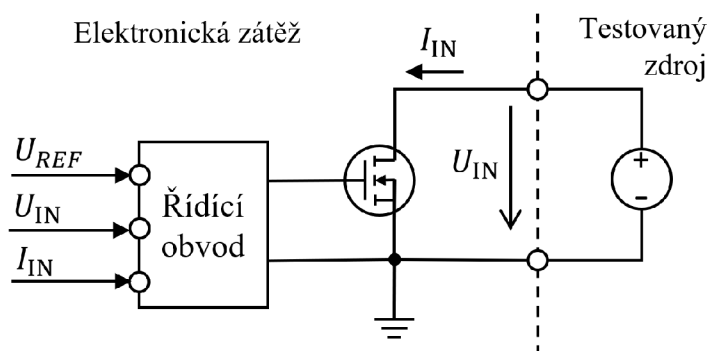 Elektronická zátěž
I_IN
Testovaný
zdroj
U_REF
U_IN
I_IN
Řídící
obvod
U_IN
+
-